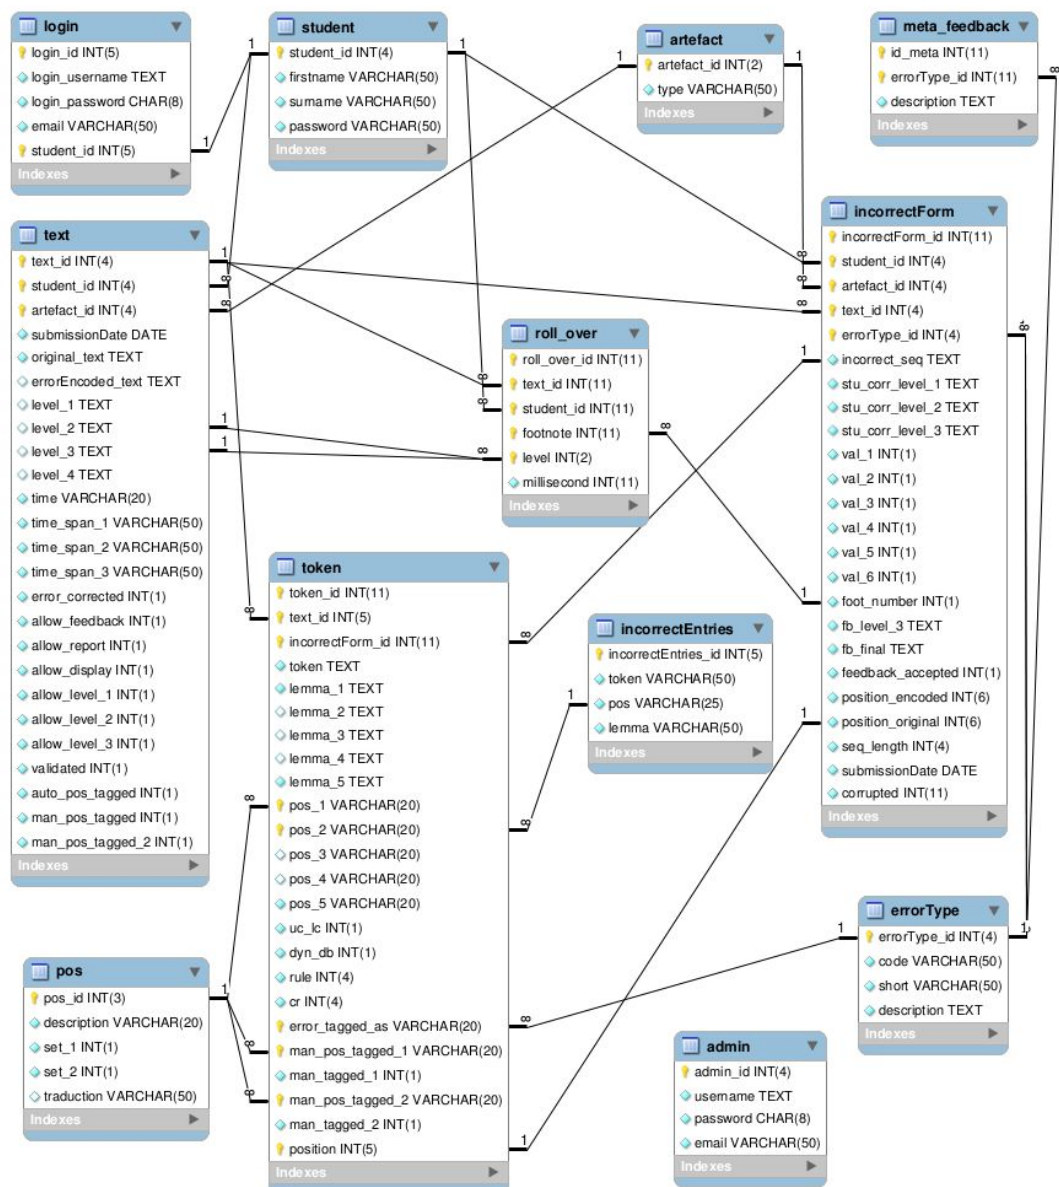 login
login_id INT(5)
login_username TEXT
login_password CHAR(8)
email VARCHAR(50)
student_id INT(5)
Indexes
student
student_id INT(4)
firstname VARCHAR(50)
surname VARCHAR(50)
password VARCHAR(50)
Indexes
artefact
artefact_id INT(2)
type VARCHAR(50)
Indexes
meta_feedback
id_meta INT(11)
errorType_id INT(11)
description TEXT
Indexes
text
text_id INT(4)
student_id INT(4)
artefact_id INT(4)
submissionDate DATE
original_text TEXT
errorEncoded_text TEXT
level_1 TEXT
level_2 TEXT
level_3 TEXT
level_4 TEXT
time VARCHAR(20)
time_span_1 VARCHAR(50)
time_span_2 VARCHAR(50)
time_span_3 VARCHAR(50)
error_corrected INT(1)
allow_feedback INT(1)
allow_report INT(1)
allow_display INT(1)
allow_level_1 INT(1)
allow_level_2 INT(1)
allow_level_3 INT(1)
validated INT(1)
auto_pos_tagged INT(1)
man_pos_tagged INT(1)
man_pos_tagged_2 INT(1)
Indexes
roll_over
roll_over_id INT(11)
text_id INT(11)
student_id INT(11)
footnote INT(11)
level INT(2)
millisecond INT(11)
Indexes
incorrectForm
incorrectForm_id INT(11)
student_id INT(4)
artefact_id INT(4)
text_id INT(4)
errorType_id INT(4)
incorrect_seq TEXT
stu_corr_level_1 TEXT
stu_corr_level_2 TEXT
stu_corr_level_3 TEXT
val_1 INT(1)
val_2 INT(1)
val_3 INT(1)
val_4 INT(1)
val_5 INT(1)
val_6 INT(1)
foot_number INT(1)
fb_level_3 TEXT
fb_final TEXT
feedback_accepted INT(1)
position_encoded INT(6)
position_original INT(6)
seq_length INT(4)
submissionDate DATE
corrupted INT(11)
Indexes
token
token_id INT(11)
text_id INT(5)
incorrectForm_id INT(11)
token TEXT
lemma_1 TEXT
lemma_2 TEXT
lemma_3 TEXT
lemma_4 TEXT
lemma_5 TEXT
pos_1 VARCHAR(20)
pos_2 VARCHAR(20)
pos_3 VARCHAR(20)
pos_4 VARCHAR(20)
pos_5 VARCHAR(20)
uc_lc INT(1)
dyn_db INT(1)
rule INT(4)
cr INT(4)
error_tagged_as VARCHAR(20)
man_pos_tagged_1 VARCHAR(20)
man_tagged_1 INT(1)
man_pos_tagged_2 VARCHAR(20)
man_tagged_2 INT(1)
position INT(5)
Indexes
incorrectEntries
incorrectEntries_id INT(5)
token VARCHAR(50)
pos VARCHAR(25)
lemma VARCHAR(50)
Indexes
pos
pos_id INT(3)
description VARCHAR(20)
set_1 INT(1)
set_2 INT(1)
traduction VARCHAR(50)
Indexes
errorType
errorType_id INT(4)
code VARCHAR(50)
short VARCHAR(50)
description TEXT
Indexes
admin
admin_id INT(4)
username TEXT
password CHAR(8)
email VARCHAR(50)
Indexes